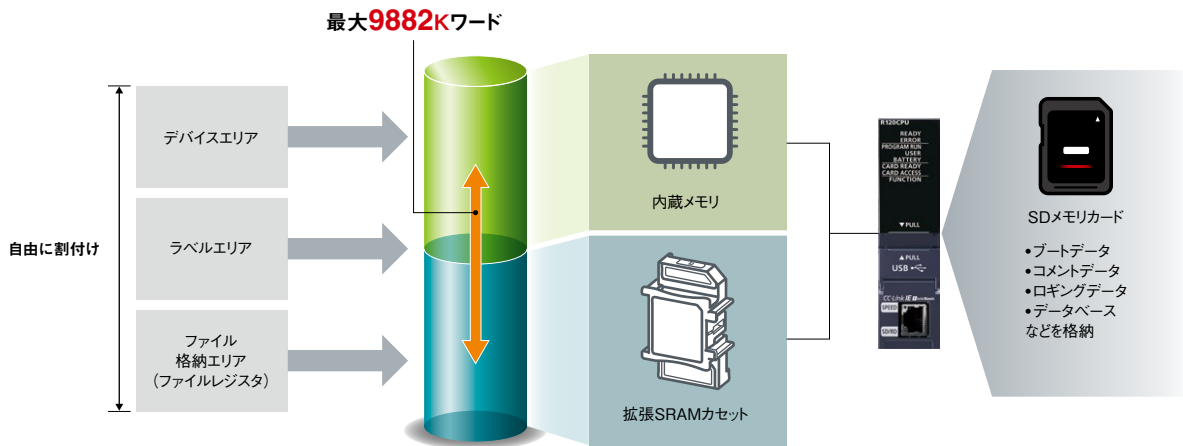 最大9882Kワード
デバイスエリア
ラベルエリア
ファイル
格納エリア
(ファイルレジスタ)
自由に割付け
内蔵メモリ
拡張SRAMカセット
R120CPU
READY
ERROR
PROGRAM RUN
USER
BATTERY
CARD READY
CARD ACCESS
FUNCTION
▼PULL
▲PULL
USB
CC-Link IE
SPEED
SD/RD
SDメモリカード
•ブートデータ
•コメントデータ
•ロギングデータ
•データベース
などを格納